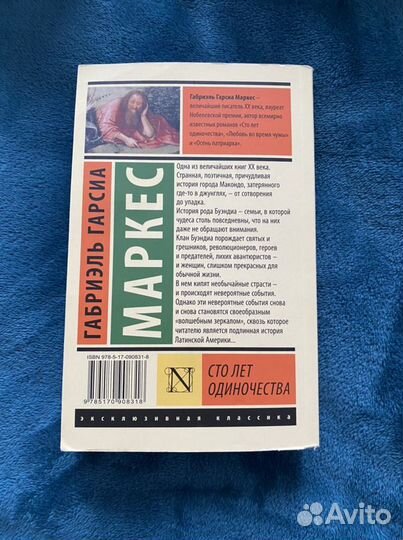 Габриэль Гарсиа Маркес –
величайший писатель XX века, лауреат
Нобелевской премии, автор всемирно
известных романов «Сто лет
одиночества», «Любовь во время чумы»
и «Осень патриарха».
ГАБРИЭЛЬ ГАРСИА
МАРКЕС
Одна из величайших книг XX века.
Странная, поэтичная, причудливая
история города Макондо, затерянного
где-то в джунглях, – от сотворения
до упадка.
История рода Буэндиа – семьи, в которой
чудеса столь повседневны, что на них
даже не обращают внимания.
Клан Буэндиа порождает святых и
грешников, революционеров, героев
и предателей, лихих авантюристов –
и женщин, слишком прекрасных для
обычной жизни.
В нем кипят необычайные страсти –
и происходят невероятные события.
Однако эти невероятные события снова
и снова становятся своеобразным
«волшебным зеркалом», сквозь которое
читателю является подлинная история
Латинской Америки...
ISBN 978-5-17-090831-8
9 785170 908318
N
СТО ЛЕТ
ОДИНОЧЕСТВА
эксклюзивная классика
Avito